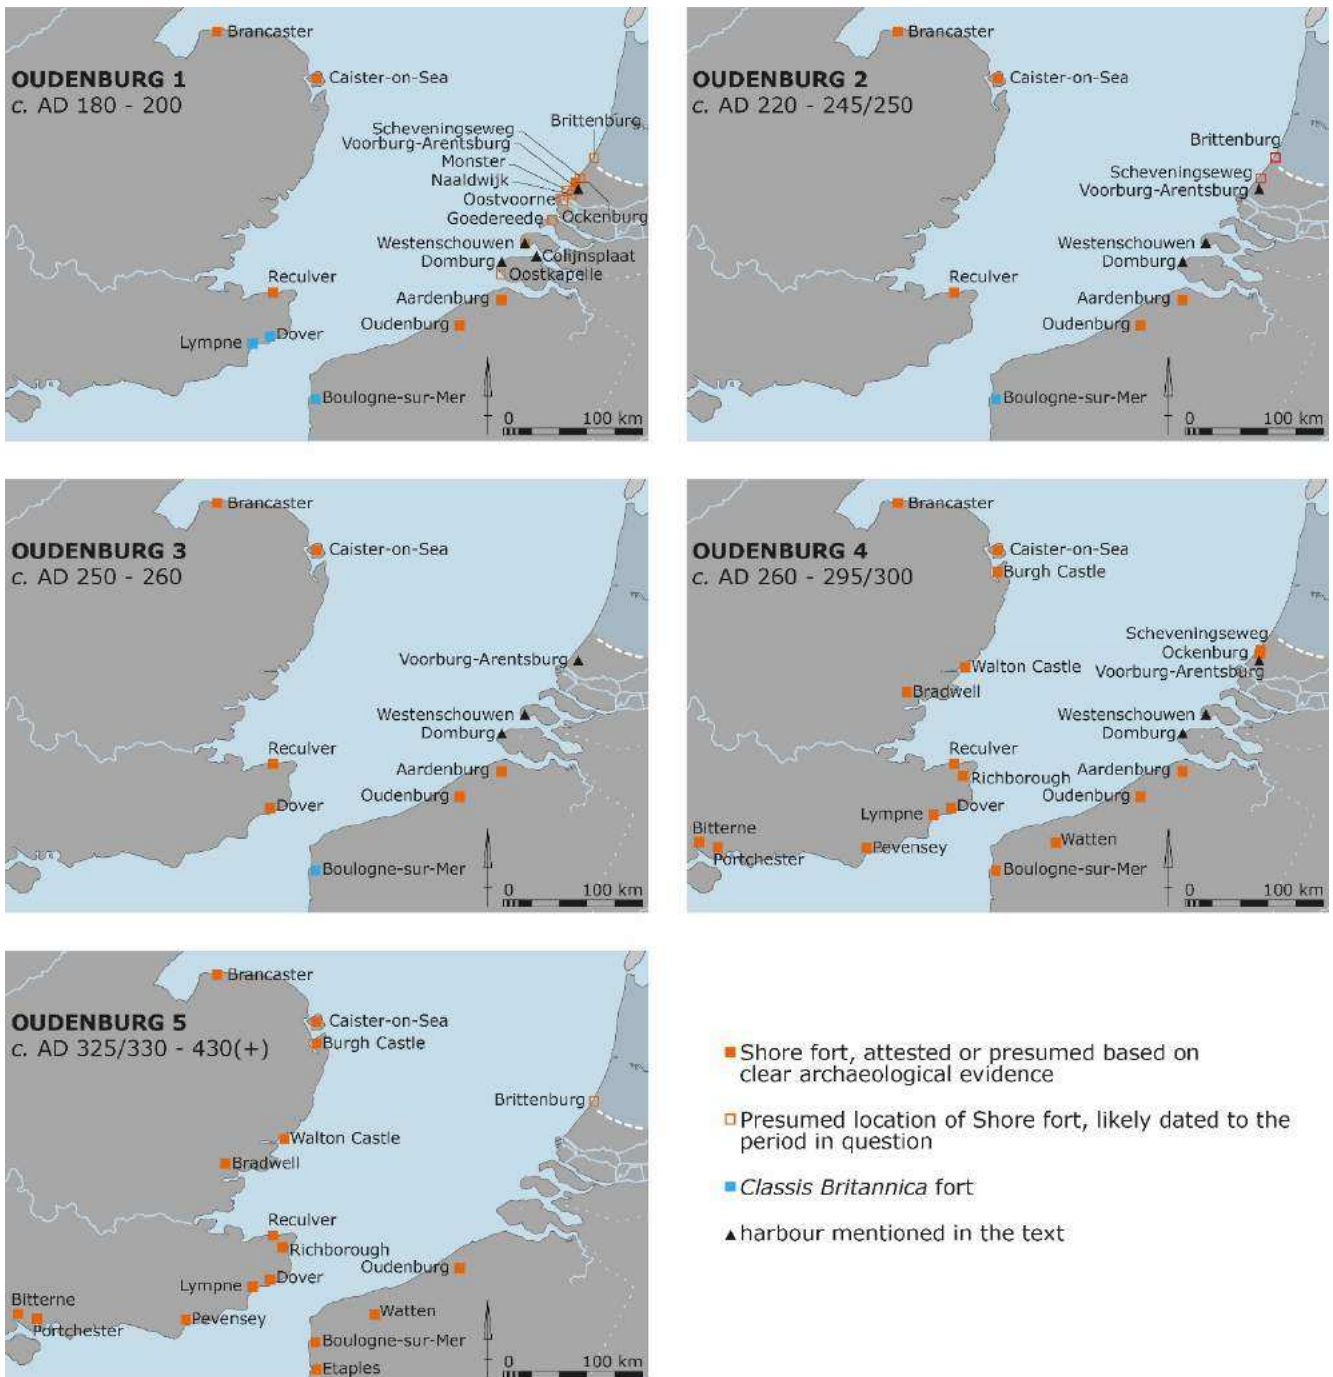 Brancaster
OUDENBURG 1
c. AD 180 - 200
Caister-on-Sea
Brittenburg
Scheveningseweg
Voorburg-Arentsburg
Monster
Naaldwijk
Oostvoorne
Goedereede
Ockenburg
Westenschouwen
Colijnsplaat
Domburg
Oostkapelle
Reculver
Aardenburg
Oudenburg
Dover
Lympne
Boulogne-sur-Mer
0 100 km
Brancaster
OUDENBURG 2
c. AD 220 - 245/250
Caister-on-Sea
Brittenburg
Scheveningseweg
Voorburg-Arentsburg
Westenschouwen
Domburg
Reculver
Aardenburg
Oudenburg
Boulogne-sur-Mer
0 100 km
Brancaster
OUDENBURG 3
c. AD 250 - 260
Caister-on-Sea
Voorburg-Arentsburg
Westenschouwen
Domburg
Reculver
Aardenburg
Oudenburg
Dover
Boulogne-sur-Mer
0 100 km
Brancaster
OUDENBURG 4
c. AD 260 - 295/300
Caister-on-Sea
Burgh Castle
Scheveningseweg
Ockenburg
Voorburg-Arentsburg
Walton Castle
Bradwell
Westenschouwen
Domburg
Reculver
Richborough
Aardenburg
Oudenburg
Dover
Lympne
Bitterne
Portchester
Pevensey
Watten
Boulogne-sur-Mer
0 100 km
Brancaster
OUDENBURG 5
c. AD 325/330 - 430(+)
Caister-on-Sea
Burgh Castle
Brittenburg
Walton Castle
Bradwell
Reculver
Richborough
Oudenburg
Dover
Lympne
Bitterne
Portchester
Pevensey
Watten
Boulogne-sur-Mer
Etaples
0 100 km
Shore fort, attested or presumed based on
clear archaeological evidence
Presumed location of Shore fort, likely dated to the
period in question
Classis Britannica fort
harbour mentioned in the text